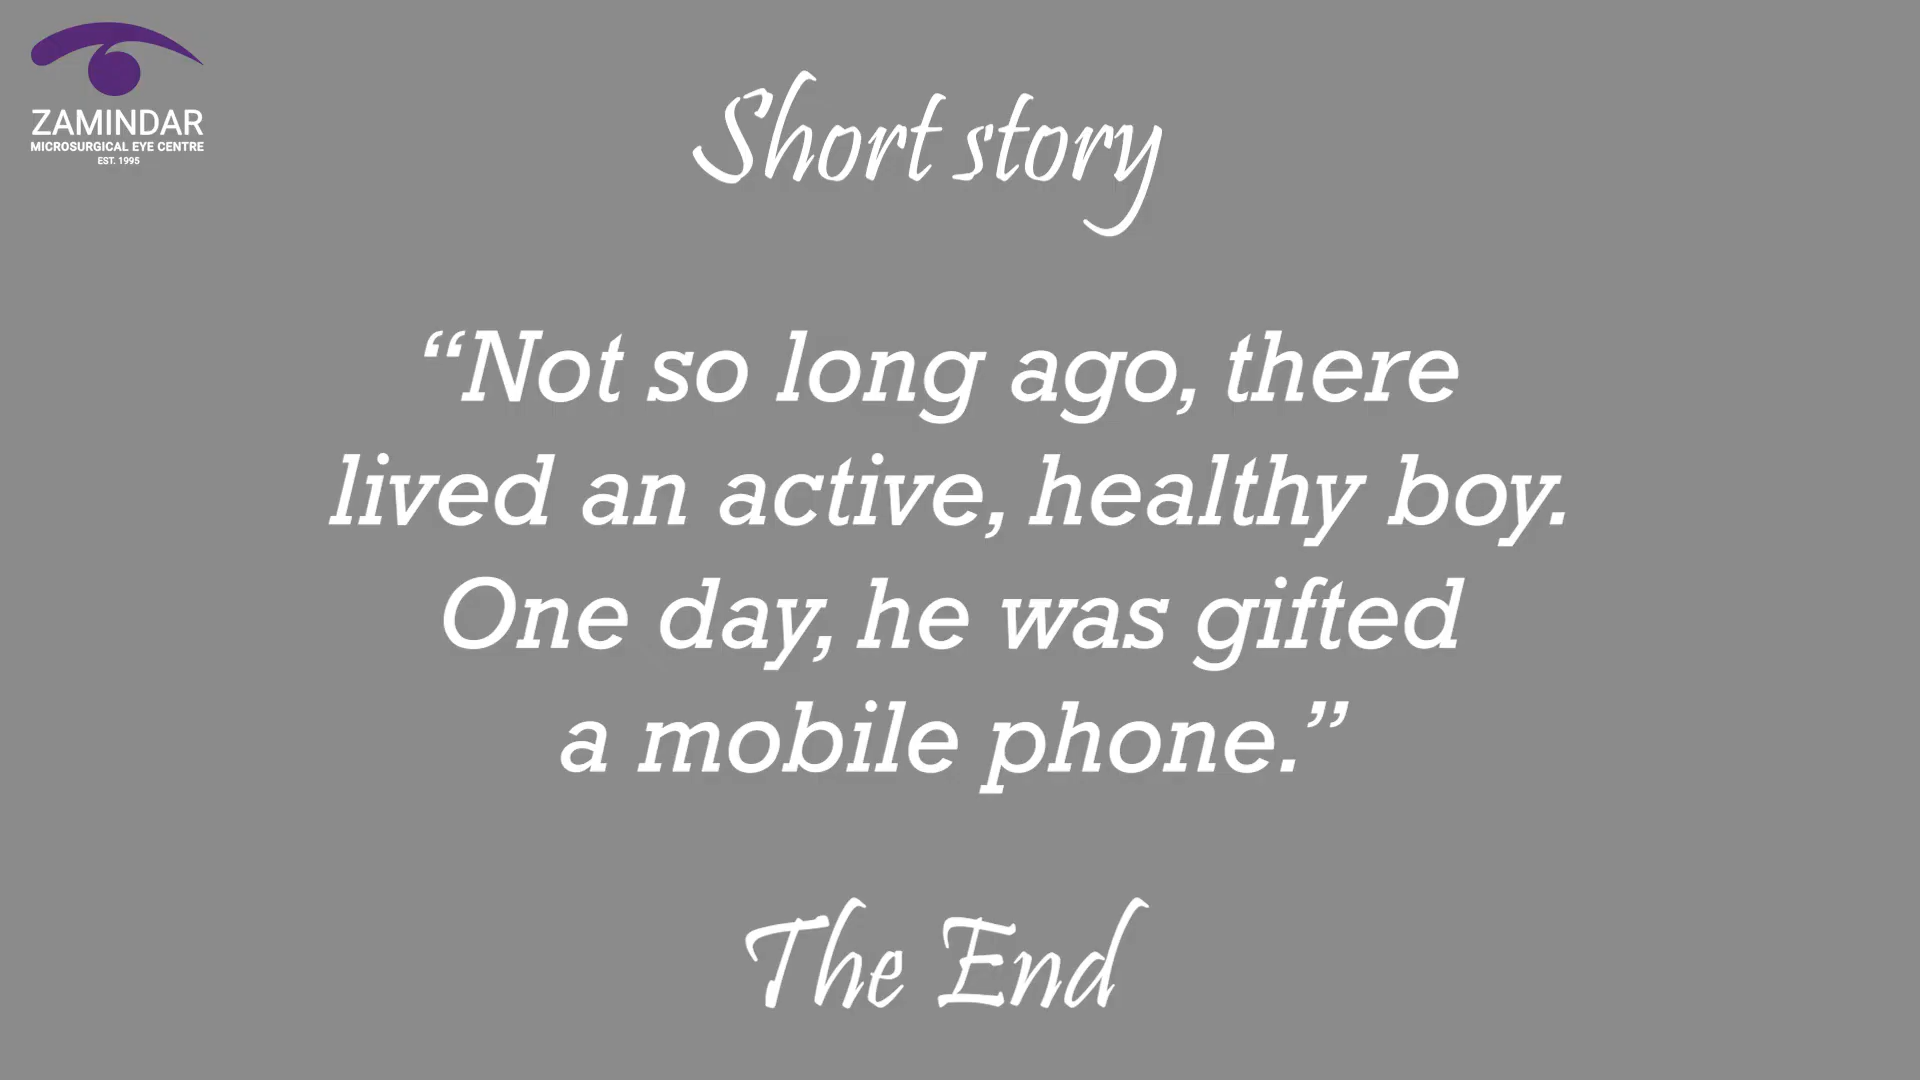 ZAMINDAR
MICROSURGICAL EYE CENTRE
EST. 1995
Short story
“Not so long ago, there
lived an active, healthy boy.
One day, he was gifted
a mobile phone.”
The End